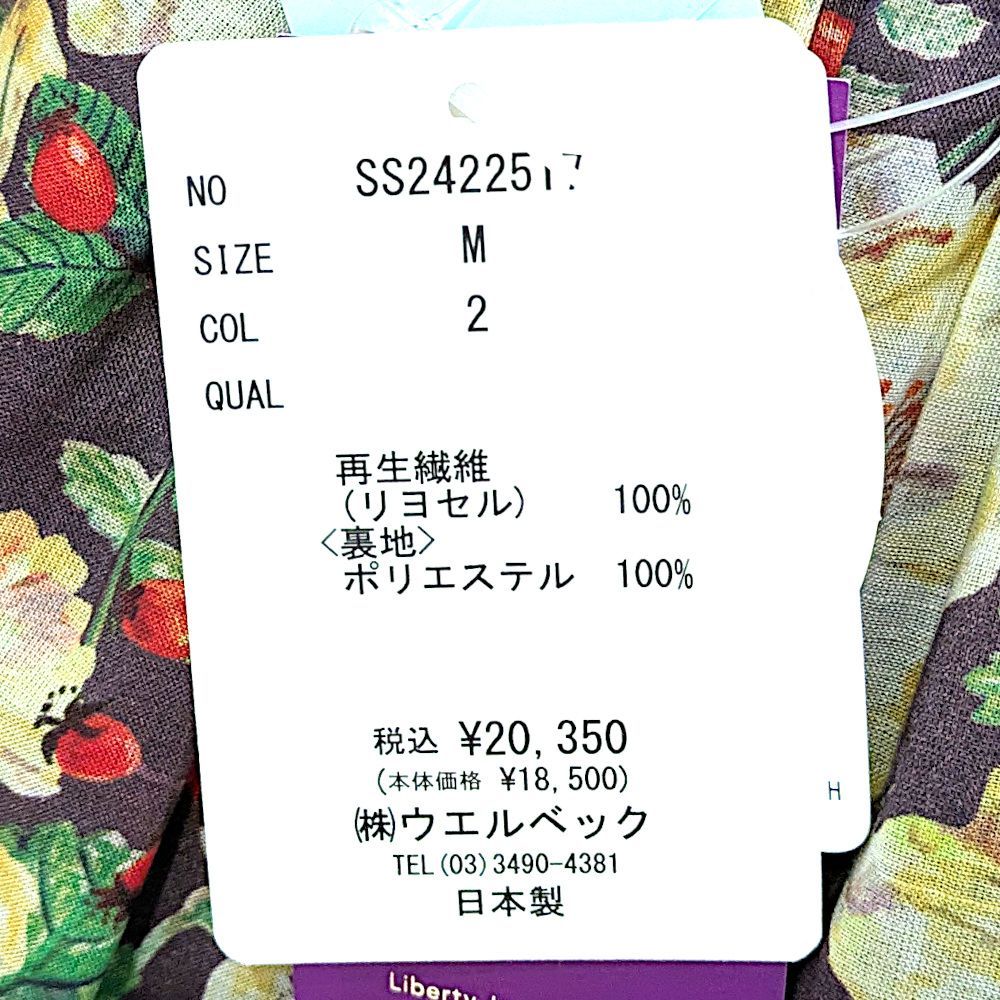 NO SS2422517
SIZE M
COL 2
QUAL
再生繊維
(リヨセル) 100%
<裏地>
ポリエステル 100%
税込 ¥20,350
(本体価格 ¥18,500)
㈱ウエルベック
TEL(03)3490-4381
日本製
H
Liberty